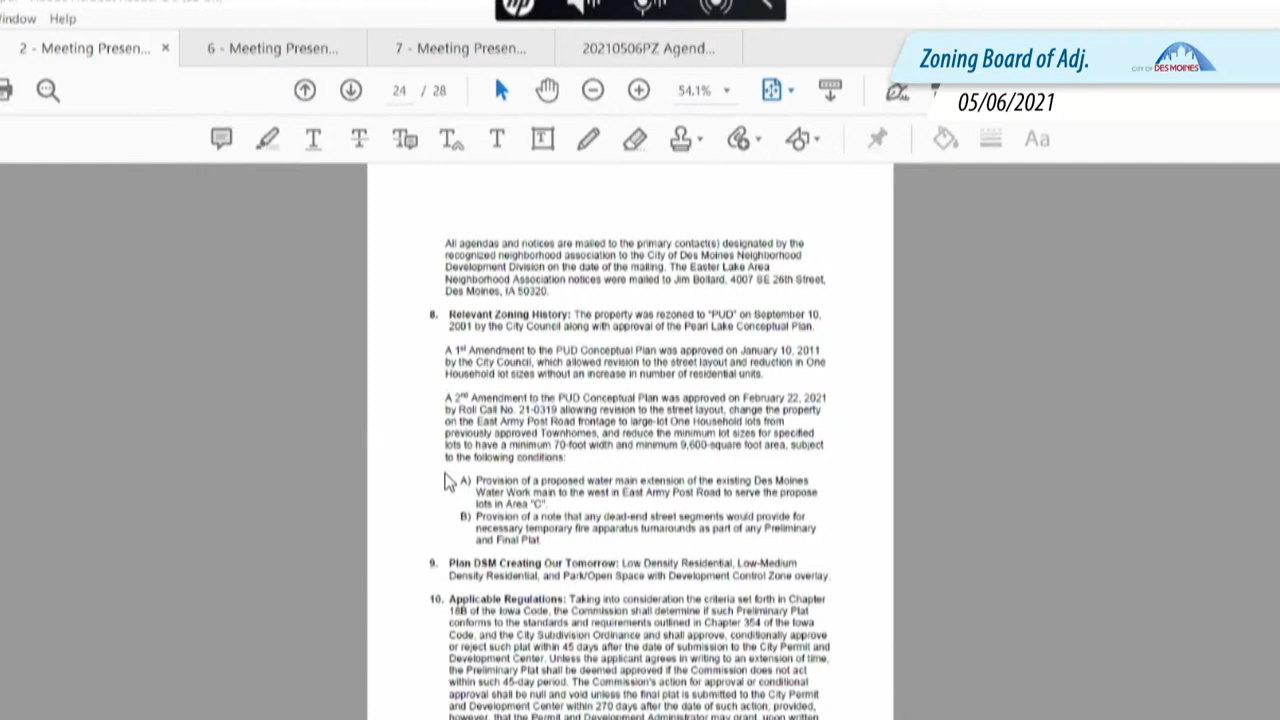 Window Help
2 - Meeting Presen... ×
6 - Meeting Presen...
7 - Meeting Presen...
20210506PZ Agend...
Zoning Board of Adj.
CITY OF DES MOINES
05/06/2021
24 / 28
54.1%
Aa
All agendas and notices are mailed to the primary contact(s) designated by the
recognized neighborhood association to the City of Des Moines Neighborhood
Development Division on the date of the mailing. The Easter Lake Area
Neighborhood Association notices were mailed to Jim Bollard, 4007 SE 26th Street,
Des Moines, IA 50320.
8. Relevant Zoning History: The property was rezoned to "PUD" on September 10,
2001 by the City Council along with approval of the Pearl Lake Conceptual Plan.
A 1st Amendment to the PUD Conceptual Plan was approved on January 10, 2011
by the City Council, which allowed revision to the street layout and reduction in One
Household lot sizes without an increase in number of residential units.
A 2nd Amendment to the PUD Conceptual Plan was approved on February 22, 2021
by Roll Call No. 21-0319 allowing revision to the street layout, change the property
on the East Army Post Road frontage to large-lot One Household lots from
previously approved Townhomes, and reduce the minimum lot sizes for specified
lots to have a minimum 70-foot width and minimum 9,600-square foot area, subject
to the following conditions:
A) Provision of a proposed water main extension of the existing Des Moines
Water Work main to the west in East Army Post Road to serve the propose
lots in Area "C".
B) Provision of a note that any dead-end street segments would provide for
necessary temporary fire apparatus turnarounds as part of any Preliminary
and Final Plat.
9. Plan DSM Creating Our Tomorrow: Low Density Residential, Low-Medium
Density Residential, and Park/Open Space with Development Control Zone overlay.
10. Applicable Regulations: Taking into consideration the criteria set forth in Chapter
18B of the Iowa Code, the Commission shall determine if such Preliminary Plat
conforms to the standards and requirements outlined in Chapter 354 of the Iowa
Code, and the City Subdivision Ordinance and shall approve, conditionally approve
or reject such plat within 45 days after the date of submission to the City Permit and
Development Center. Unless the applicant agrees in writing to an extension of time,
the Preliminary Plat shall be deemed approved if the Commission does not act
within such 45-day period. The Commission's action for approval or conditional
approval shall be null and void unless the final plat is submitted to the City Permit
and Development Center within 270 days after the date of such action, provided,
however, that the Permit and Development Administrator may grant, upon written